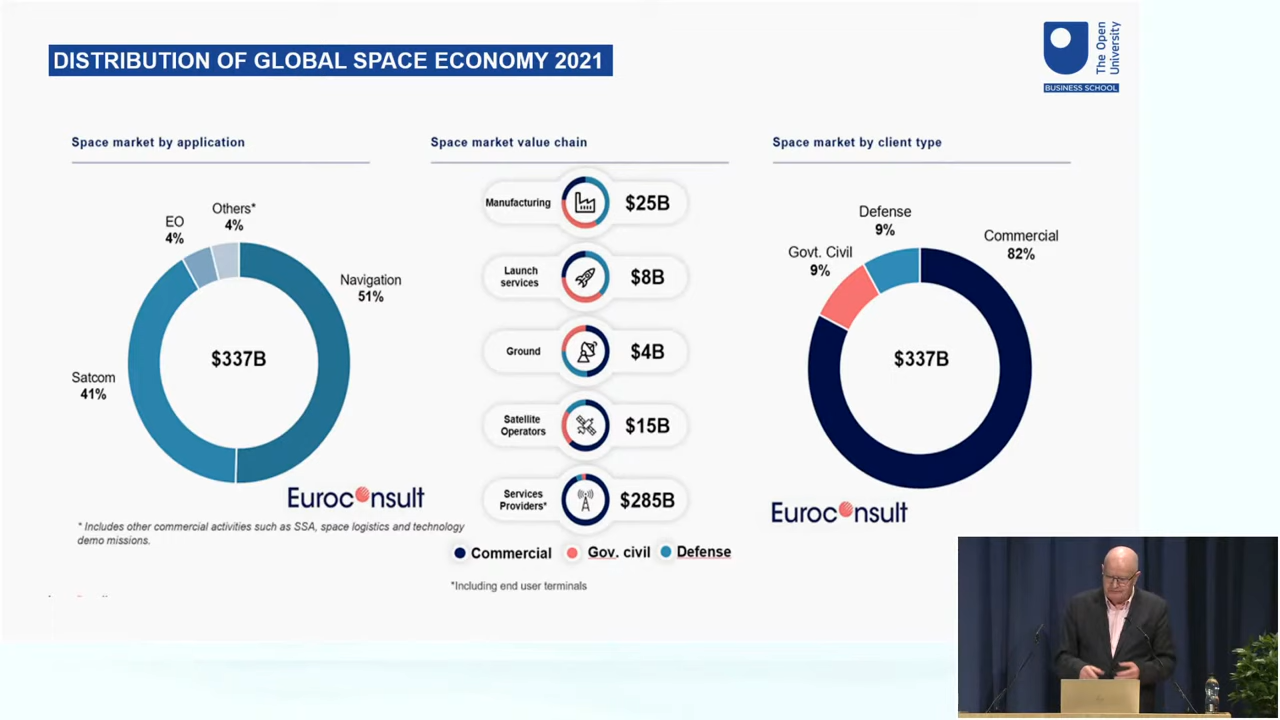 DISTRIBUTION OF GLOBAL SPACE ECONOMY 2021
The Open
University
BUSINESS SCHOOL
Space market by application
Others*
4%
EO
4%
Navigation
51%
$337B
Satcom
41%
Euroconsult
* Includes other commercial activities such as SSA, space logistics and technology
demo missions.
Space market value chain
Manufacturing
$25B
Launch
services
$8B
Ground
$4B
Satellite
Operators
$15B
Services
Providers*
$285B
Commercial
Gov. civil
Defense
*Including end user terminals
Space market by client type
Defense
9%
Commercial
82%
Govt. Civil
9%
$337B
Euroconsult